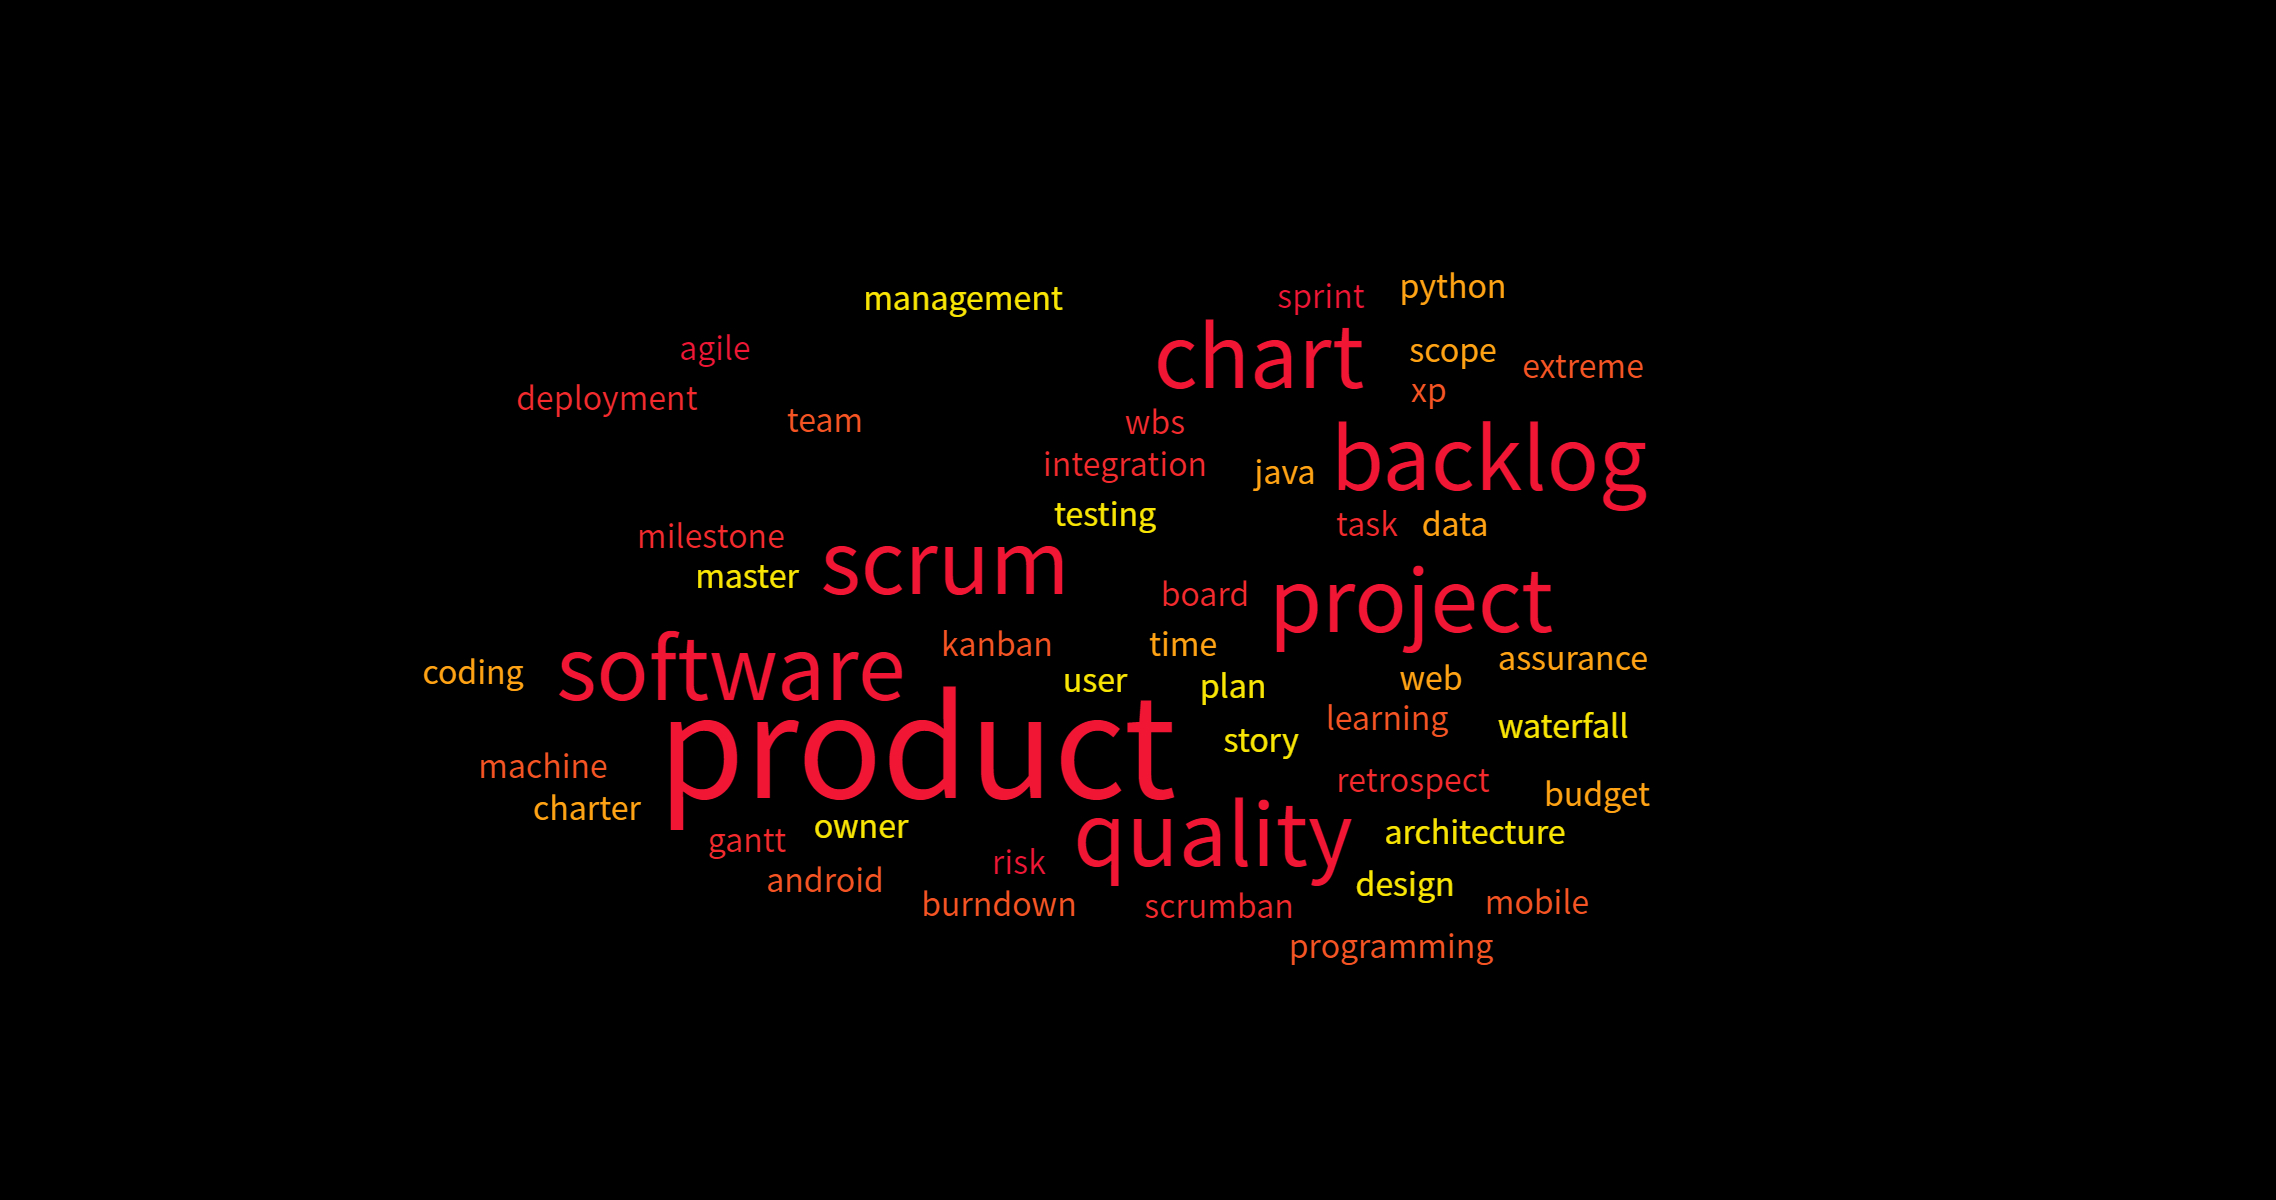 python
sprint
management
chart
agile
scope
extreme
xp
deployment
team
wbs
backlog
integration
java
testing
task
data
milestone
scrum
master
board
project
kanban
time
assurance
coding
software
user
plan
web
learning
waterfall
product
story
machine
retrospect
budget
charter
owner
quality
architecture
gantt
risk
android
design
burndown
scrumban
mobile
programming